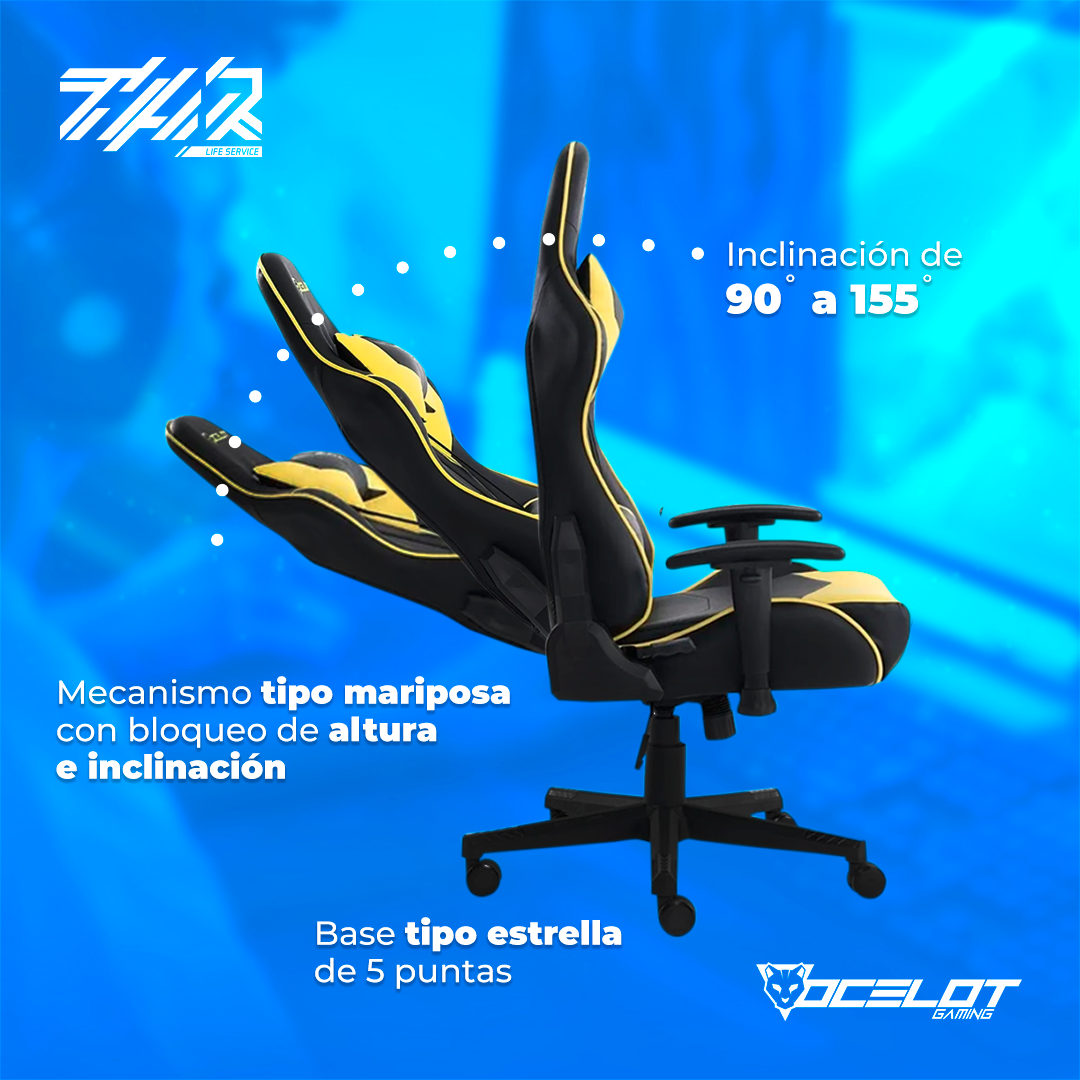 THR
LIFE SERVICE
Inclinación de
90° a 155°
Mecanismo tipo mariposa
con bloqueo de altura
e inclinación
Base tipo estrella
de 5 puntas
OCELOT
GAMING